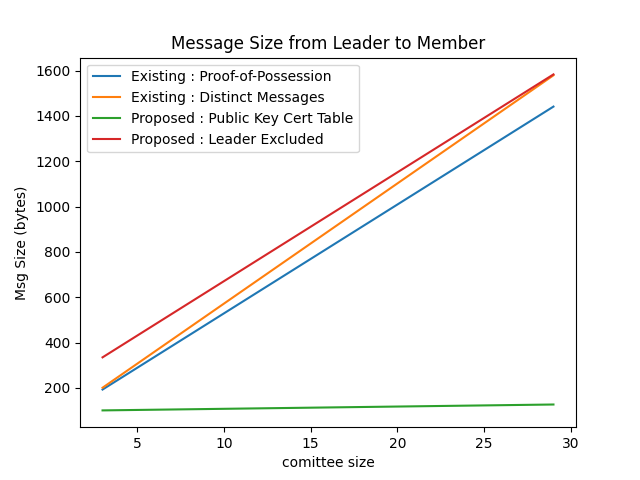 Message Size from Leader to Member
Existing : Proof-of-Possession
Existing : Distinct Messages
Proposed : Public Key Cert Table
Proposed : Leader Excluded
Msg Size (bytes)
1600
1400
1200
1000
800
600
400
200
5 10 15 20 25 30
comittee size